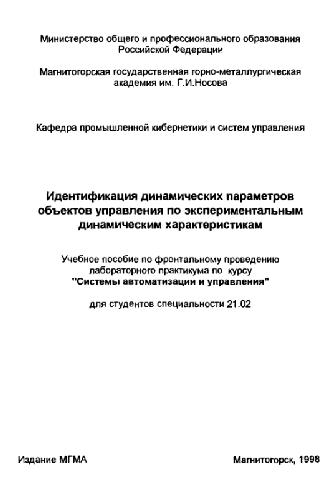 Министерство общего и профессионального образования
Российской Федерации
Магнитогорская государственная горно-металлургическая
академия им. Г.И.Носова
Кафедра промышленной кибернетики и систем управления
Идентификация динамических параметров
объектов управления по экспериментальным
динамическим характеристикам
Учебное пособие по фронтальному проведению
лабораторного практикума по курсу
"Системы автоматизации и управления"
для студентов специальности 21.02
Издание МГМА
Магнитогорск, 1998